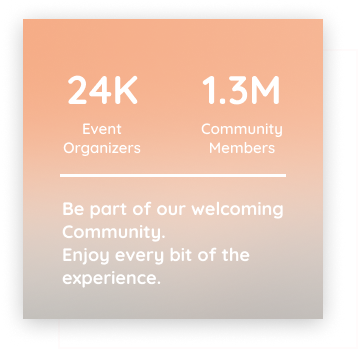 24K 1.3M
Event Community
Organizers Members
Be part of our welcoming
Community.
Enjoy every bit of the
experience.